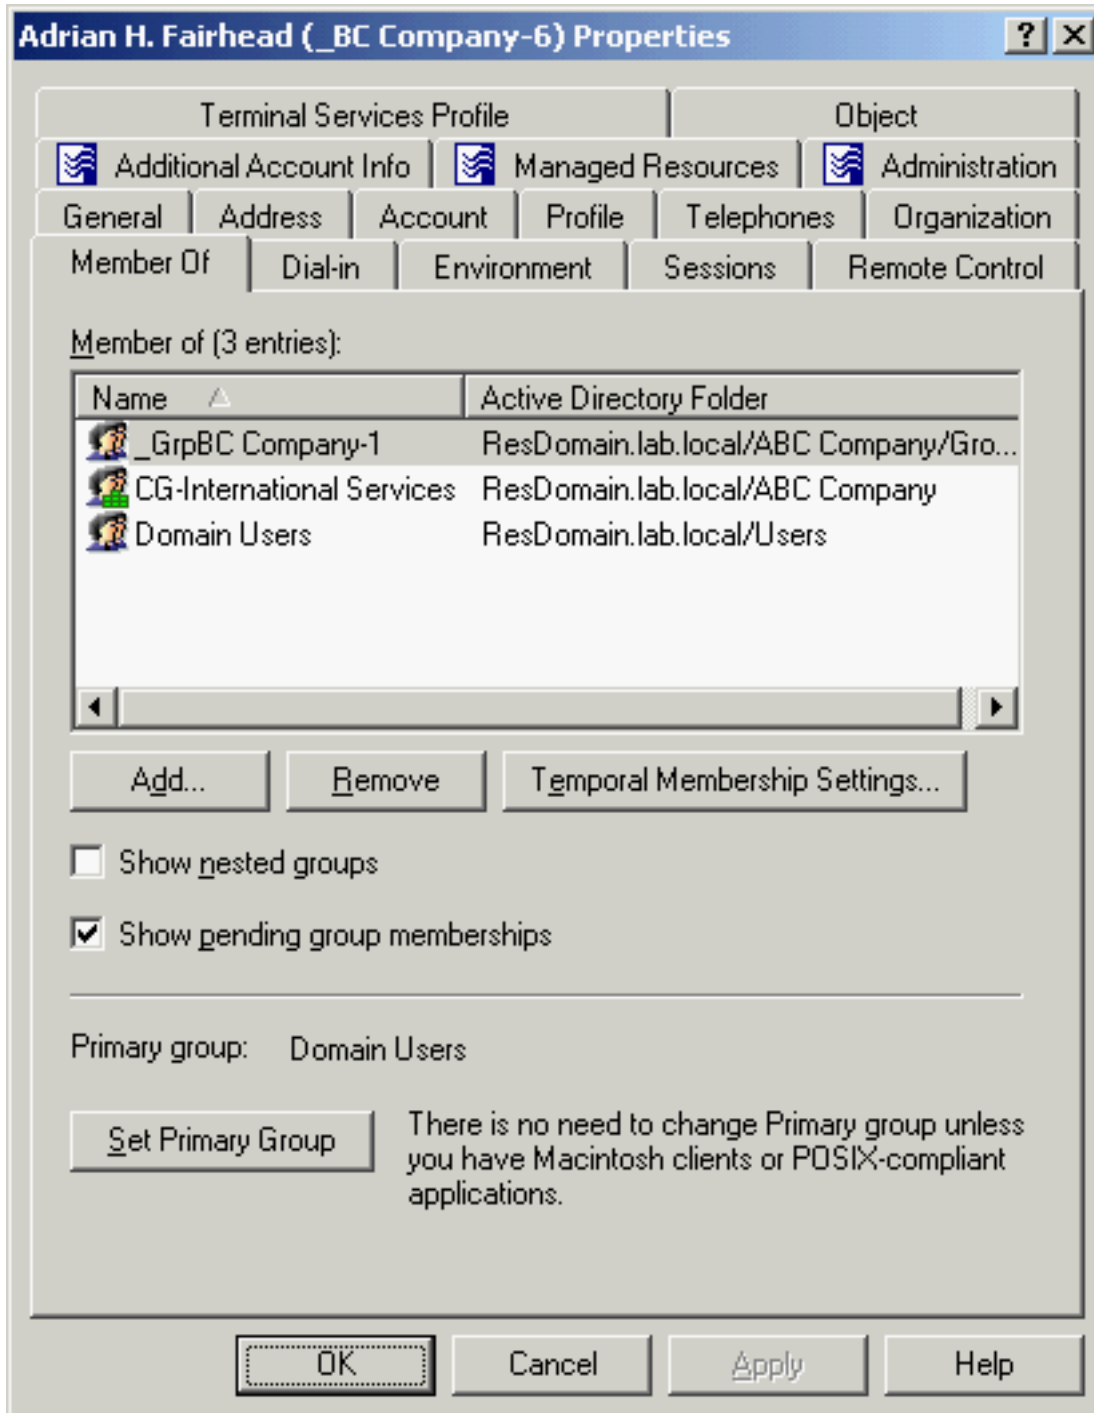 Adrian H. Fairhead (_BC Company-6) Properties
Terminal Services Profile Object
Additional Account Info Managed Resources Administration
General Address Account Profile Telephones Organization
Member Of Dial-in Environment Sessions Remote Control
Member of (3 entries):
Name Active Directory Folder
_GrpBC Company-1 ResDomain.lab.local/ABC Company/Gro...
CG-International Services ResDomain.lab.local/ABC Company
Domain Users ResDomain.lab.local/Users
Add... Remove Temporal Membership Settings...
Show nested groups
Show pending group memberships
Primary group: Domain Users
Set Primary Group
There is no need to change Primary group unless
you have Macintosh clients or POSIX-compliant
applications.
OK Cancel Apply Help